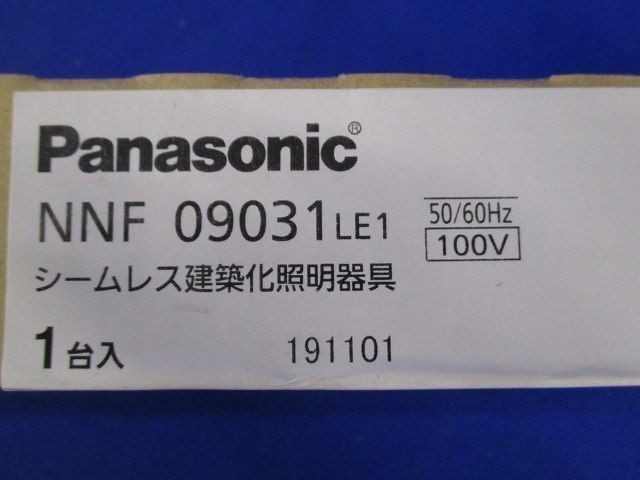 Panasonic®
NNF 09031LE1
50/60Hz
100V
シームレス建築化照明器具
1台入
191101